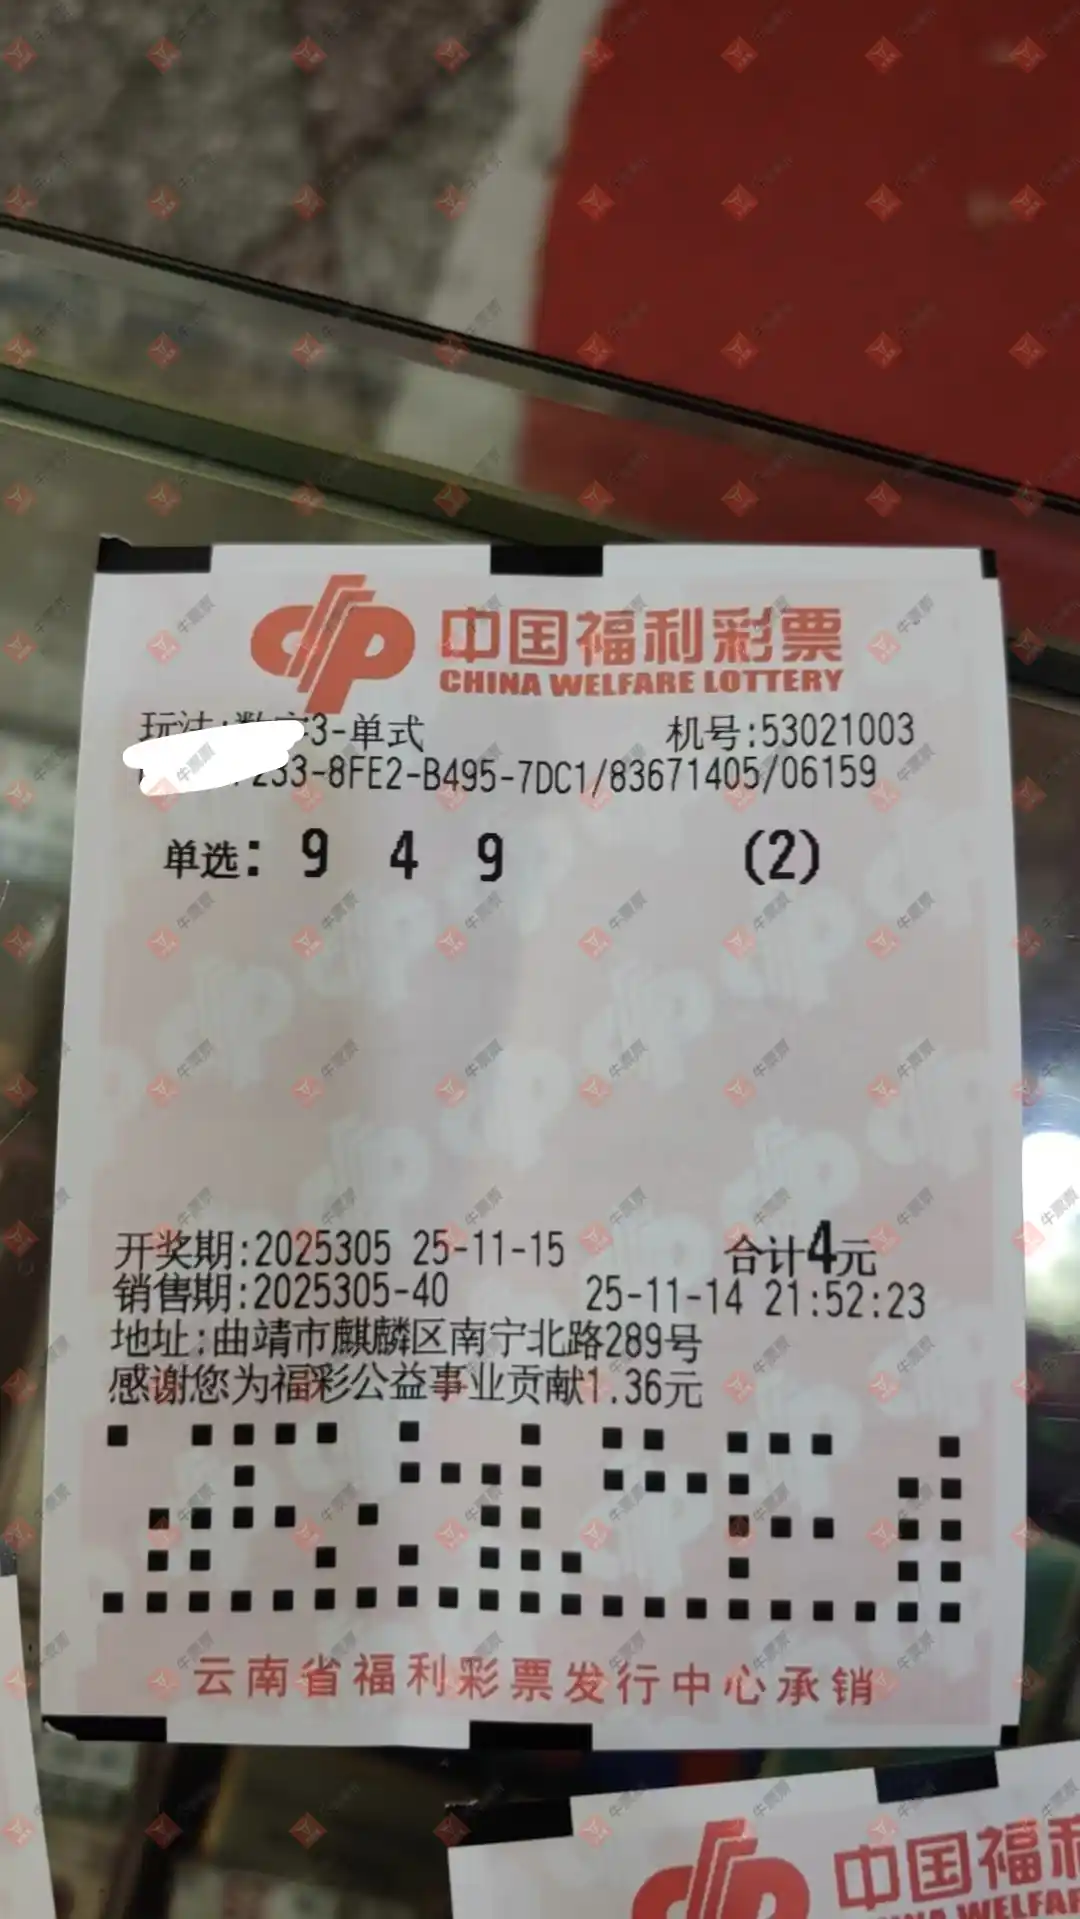 中国福利彩票
CHINA WELFARE LOTTERY
3-单式 机号:53021003
233-8FE2-B495-7DC1/83671405/06159
单选: 9 4 9 (2)
开奖期:2025305 25-11-15 合计4元
销售期:2025305-40 25-11-14 21:52:23
地址:曲靖市麒麟区南宁北路289号
感谢您为福彩公益事业贡献1.36元
云南省福利彩票发行中心承销
中国福利
牛票票